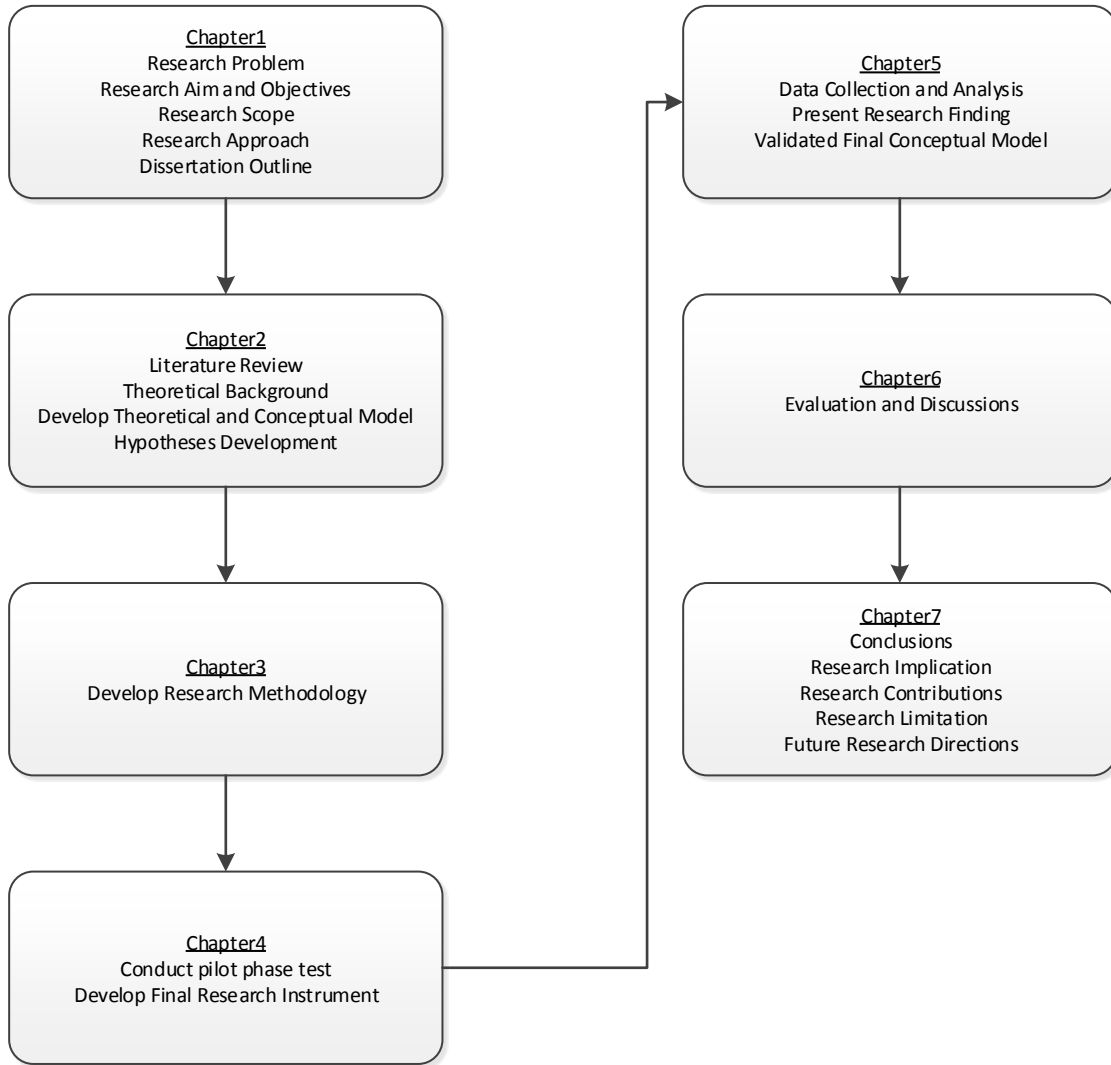 Chapter1
Research Problem
Research Aim and Objectives
Research Scope
Research Approach
Dissertation Outline
Chapter2
Literature Review
Theoretical Background
Develop Theoretical and Conceptual Model
Hypotheses Development
Chapter3
Develop Research Methodology
Chapter4
Conduct pilot phase test
Develop Final Research Instrument
Chapter5
Data Collection and Analysis
Present Research Finding
Validated Final Conceptual Model
Chapter6
Evaluation and Discussions
Chapter7
Conclusions
Research Implication
Research Contributions
Research Limitation
Future Research Directions